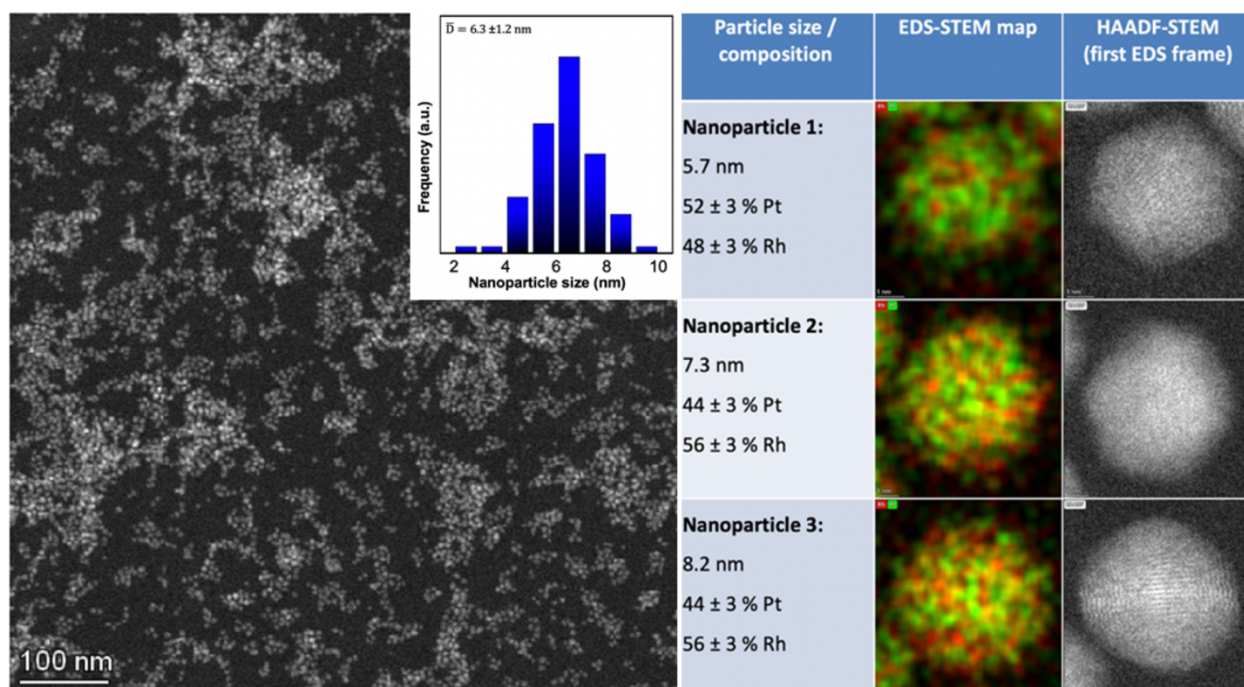 D̅ = 6.3 ±1.2 nm
Frequency (a.u.)
2 4 6 8 10
Nanoparticle size (nm)
100 nm
Particle size /
composition
EDS-STEM map
HAADF-STEM
(first EDS frame)
Nanoparticle 1:
5.7 nm
52 ± 3 % Pt
48 ± 3 % Rh
Nanoparticle 2:
7.3 nm
44 ± 3 % Pt
56 ± 3 % Rh
Nanoparticle 3:
8.2 nm
44 ± 3 % Pt
56 ± 3 % Rh